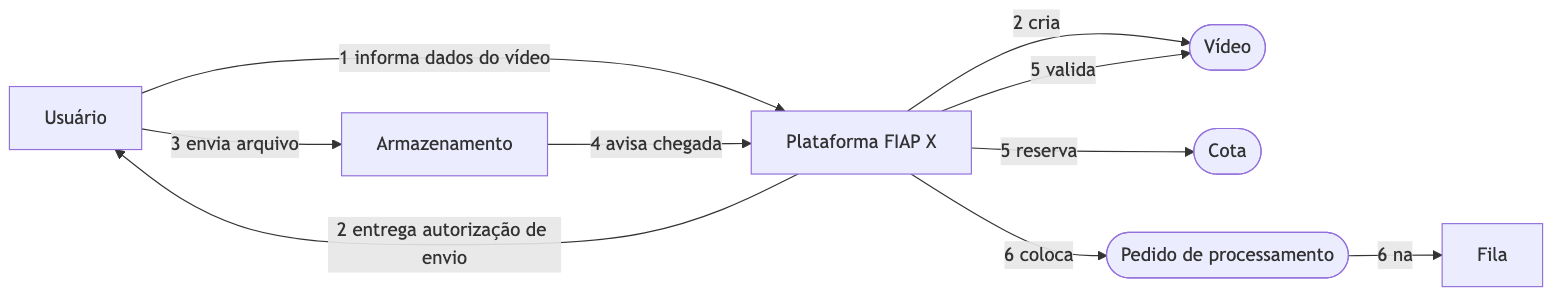 2 cria
Vídeo
1 informa dados do vídeo
5 valida
Usuário
3 envia arquivo
Armazenamento
4 avisa chegada
Plataforma FIAP X
5 reserva
Cota
2 entrega autorização de
envio
6 coloca
Pedido de processamento
6 na
Fila